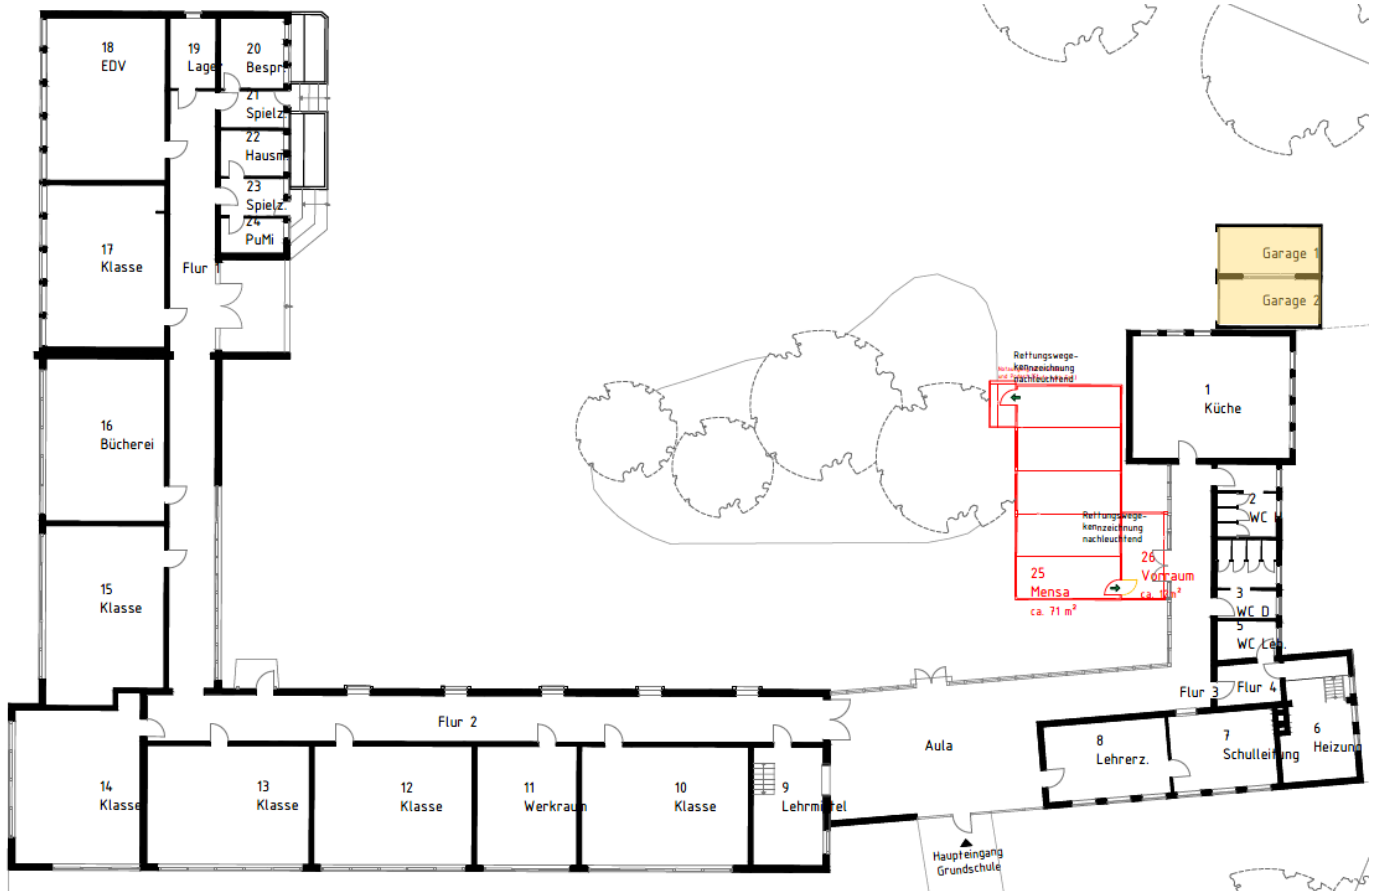 18
EDV
19
Lager
20
Bespr.
21
Spielz.
22
Hausm.
23
Spielz.
24
PuMi
17
Klasse
Flur 1
Garage 1
Garage 2
16
Bücherei
Rettungswege-
kennzeichnung
nachleuchtend
1
Küche
2
WC
Rettungswege-
kennzeichnung
nachleuchtend
15
Klasse
25
Mensa
ca. 71 m²
26
Vorraum
3
WC D
5
WC Leh.
Flur 2
Flur 3
Flur 4
Aula
8
Lehrerz.
7
Schulleitung
6
Heizung
14
Klasse
13
Klasse
12
Klasse
11
Werkraum
10
Klasse
9
Lehrmittel
Haupteingang
Grundschule